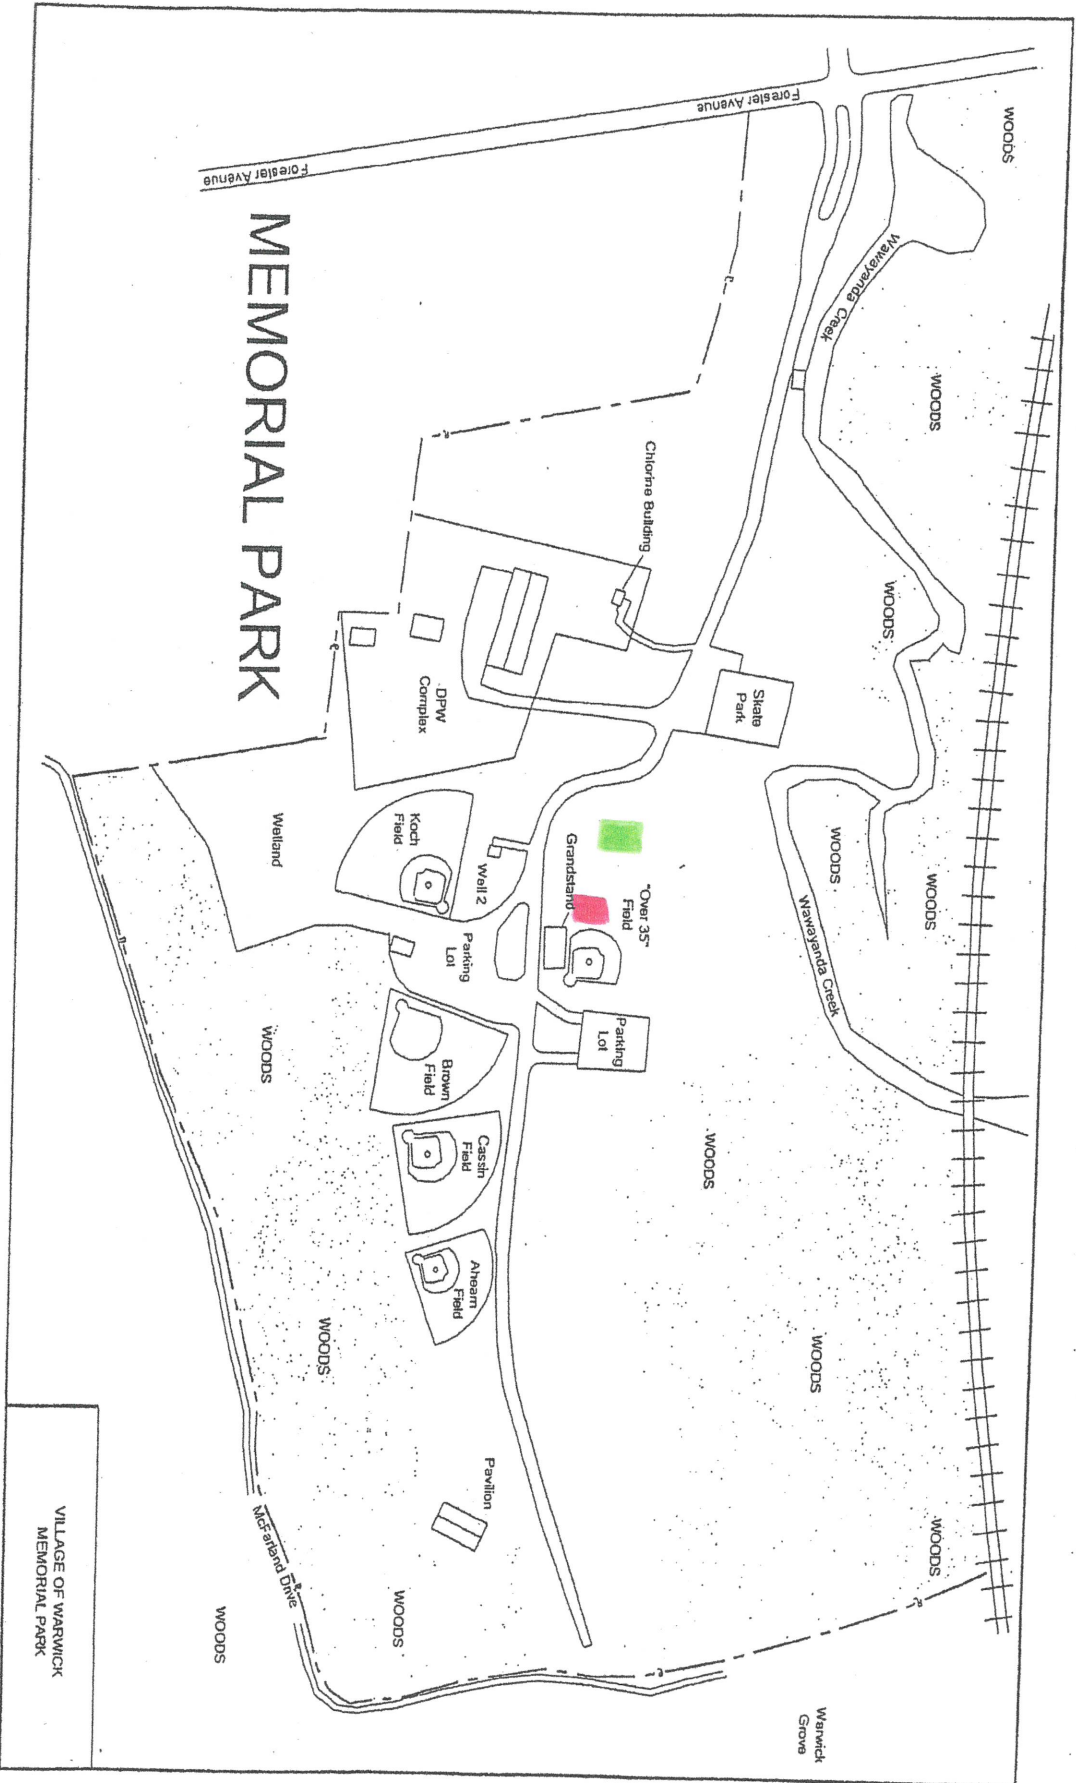 Forester Avenue
Forester Avenue
MEMORIAL PARK
WOODS
Wawayanda Creek
WOODS
WOODS
Chlorine Building
Skate
Park
DPW
Complex
WOODS
WOODS
Wawayanda Creek
Wetland
Koch
Field
Well 2
Grandstand
"Over 35"
Field
Parking
Lot
Parking
Lot
WOODS
Brown
Field
Cassin
Field
Ahearn
Field
WOODS
WOODS
WOODS
WOODS
Pavilion
McFarland Drive
WOODS
WOODS
Warwick
Grove
VILLAGE OF WARWICK
MEMORIAL PARK